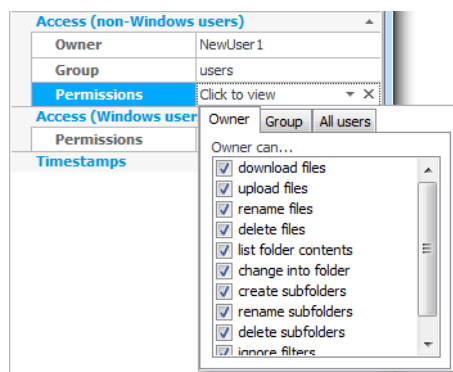 Access (non-Windows users)
Owner NewUser1
Group users
Permissions Click to view
Access (Windows user
Permissions
Timestamps
Owner Group All users
Owner can...
download files
upload files
rename files
delete files
list folder contents
change into folder
create subfolders
rename subfolders
delete subfolders
ignore filters